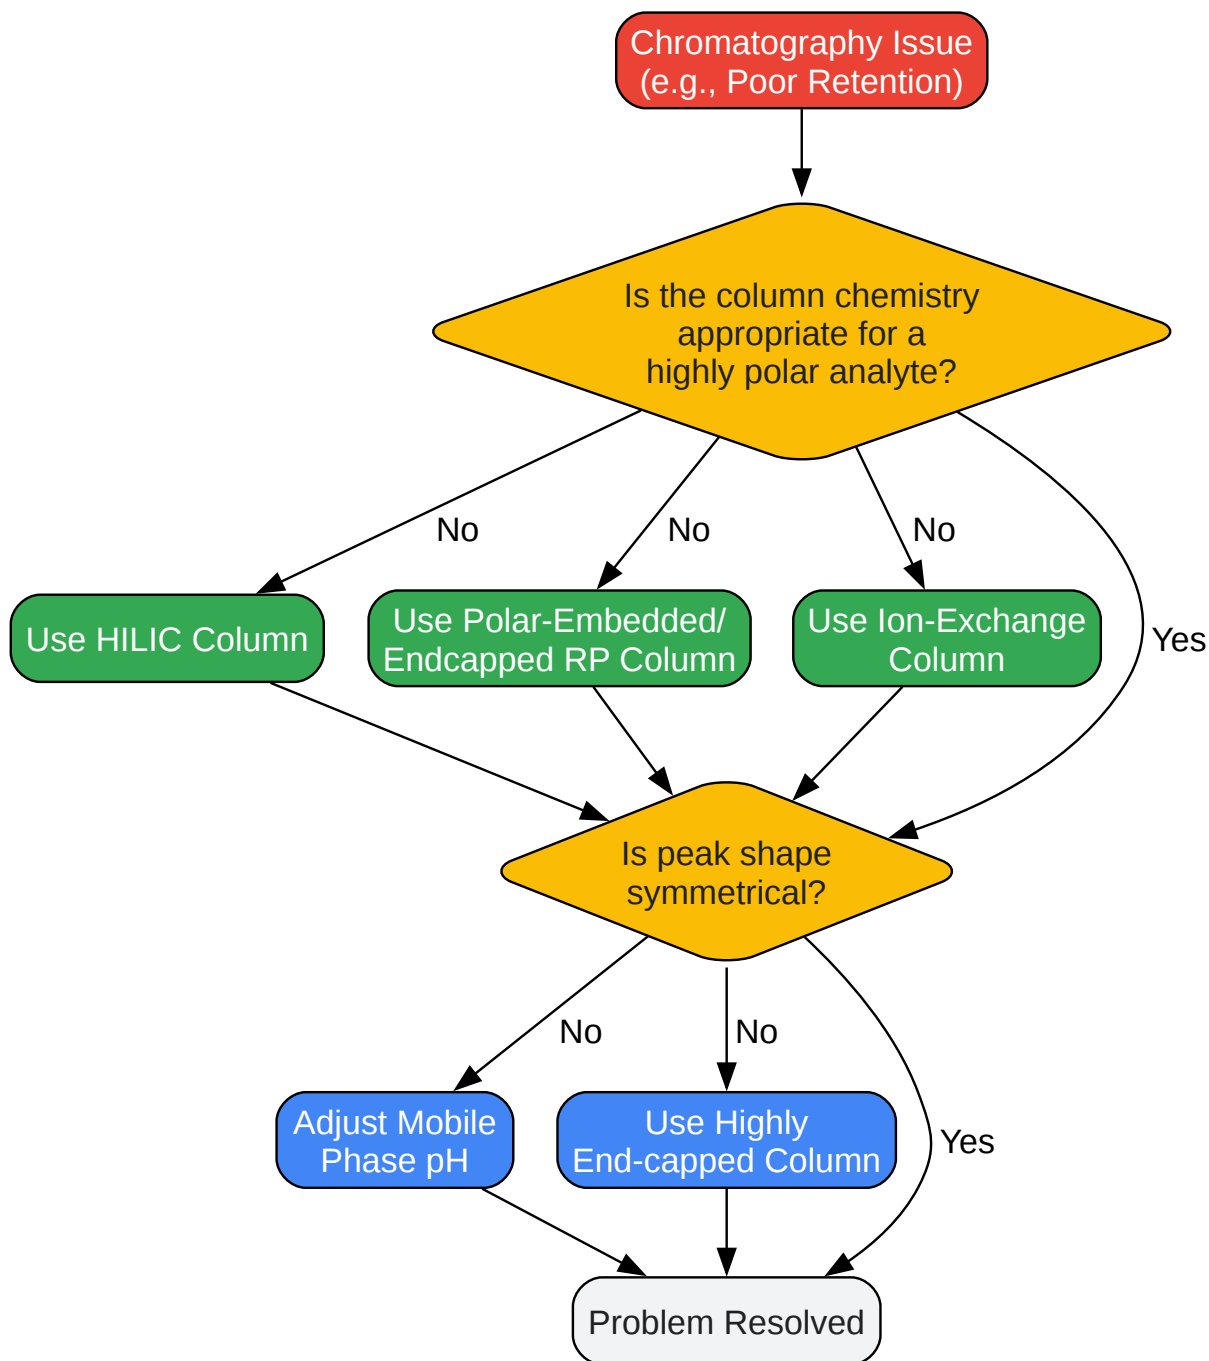 Chromatography Issue
(e.g., Poor Retention)
Is the column chemistry
appropriate for a
highly polar analyte?
No
No
No
Yes
Use HILIC Column
Use Polar-Embedded/
Endcapped RP Column
Use Ion-Exchange
Column
Is peak shape
symmetrical?
No
No
Yes
Adjust Mobile
Phase pH
Use Highly
End-capped Column
Problem Resolved